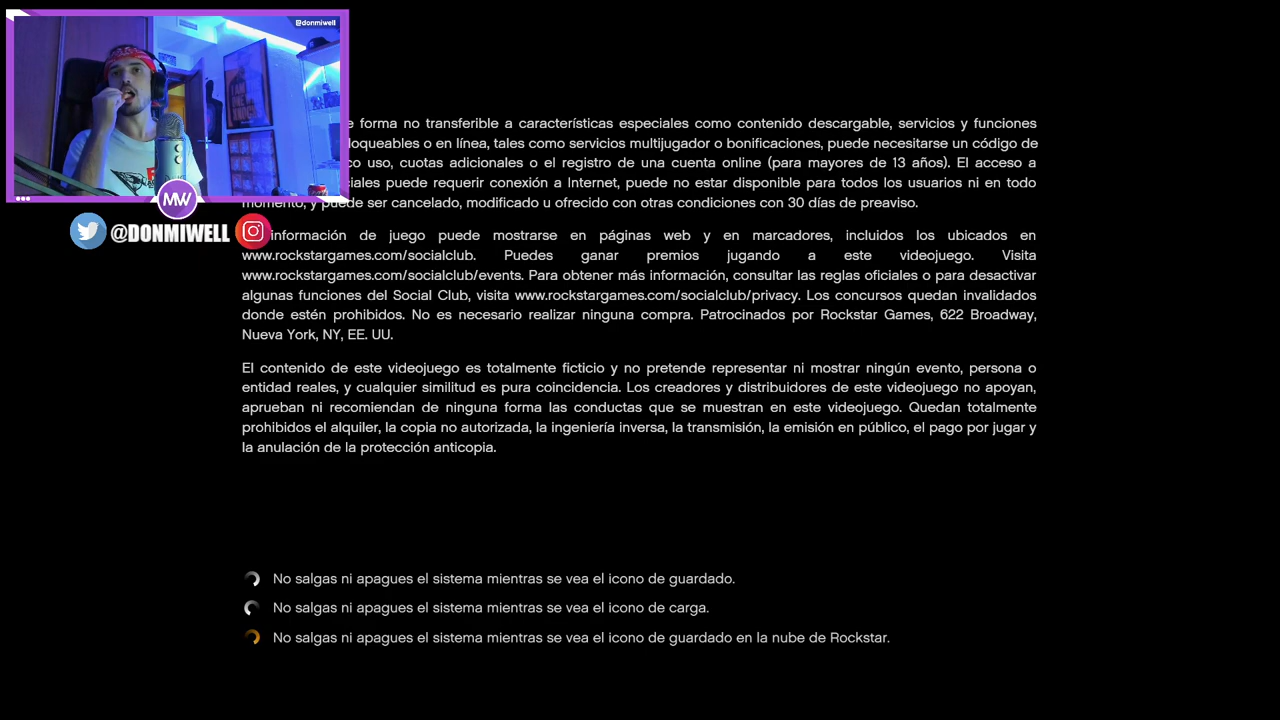 @donmiwell
forma no transferible a características especiales como contenido descargable, servicios y funciones
loqueables o en línea, tales como servicios multijugador o bonificaciones, puede necesitarse un código de
co uso, cuotas adicionales o el registro de una cuenta online (para mayores de 13 años). El acceso a
ciales puede requerir conexión a Internet, puede no estar disponible para todos los usuarios ni en todo
momento, y puede ser cancelado, modificado u ofrecido con otras condiciones con 30 días de preaviso.
MW
@DONMIWELL
información de juego puede mostrarse en páginas web y en marcadores, incluidos los ubicados en
www.rockstargames.com/socialclub. Puedes ganar premios jugando a este videojuego. Visita
www.rockstargames.com/socialclub/events. Para obtener más información, consultar las reglas oficiales o para desactivar
algunas funciones del Social Club, visita www.rockstargames.com/socialclub/privacy. Los concursos quedan invalidados
donde estén prohibidos. No es necesario realizar ninguna compra. Patrocinados por Rockstar Games, 622 Broadway,
Nueva York, NY, EE. UU.
El contenido de este videojuego es totalmente ficticio y no pretende representar ni mostrar ningún evento, persona o
entidad reales, y cualquier similitud es pura coincidencia. Los creadores y distribuidores de este videojuego no apoyan,
aprueban ni recomiendan de ninguna forma las conductas que se muestran en este videojuego. Quedan totalmente
prohibidos el alquiler, la copia no autorizada, la ingeniería inversa, la transmisión, la emisión en público, el pago por jugar y
la anulación de la protección anticopia.
No salgas ni apagues el sistema mientras se vea el icono de guardado.
No salgas ni apagues el sistema mientras se vea el icono de carga.
No salgas ni apagues el sistema mientras se vea el icono de guardado en la nube de Rockstar.